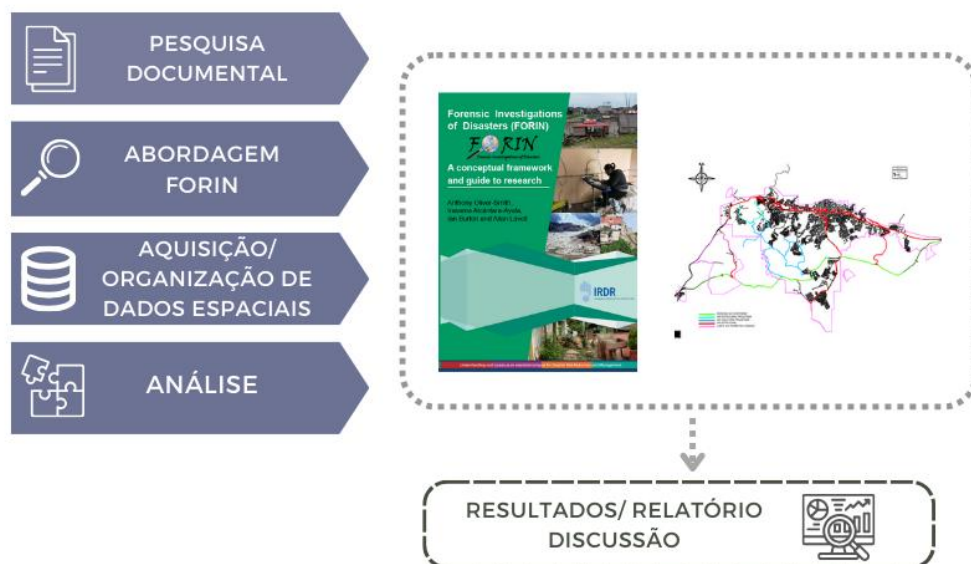 PESQUISA
DOCUMENTAL
ABORDAGEM
FORIN
AQUISIÇÃO/
ORGANIZAÇÃO DE
DADOS ESPACIAIS
ANÁLISE
Forensic Investigations
of Disasters (FORIN)
FORIN
A conceptual framework
and guide to research
IRDR
RESULTADOS/ RELATÓRIO
DISCUSSÃO